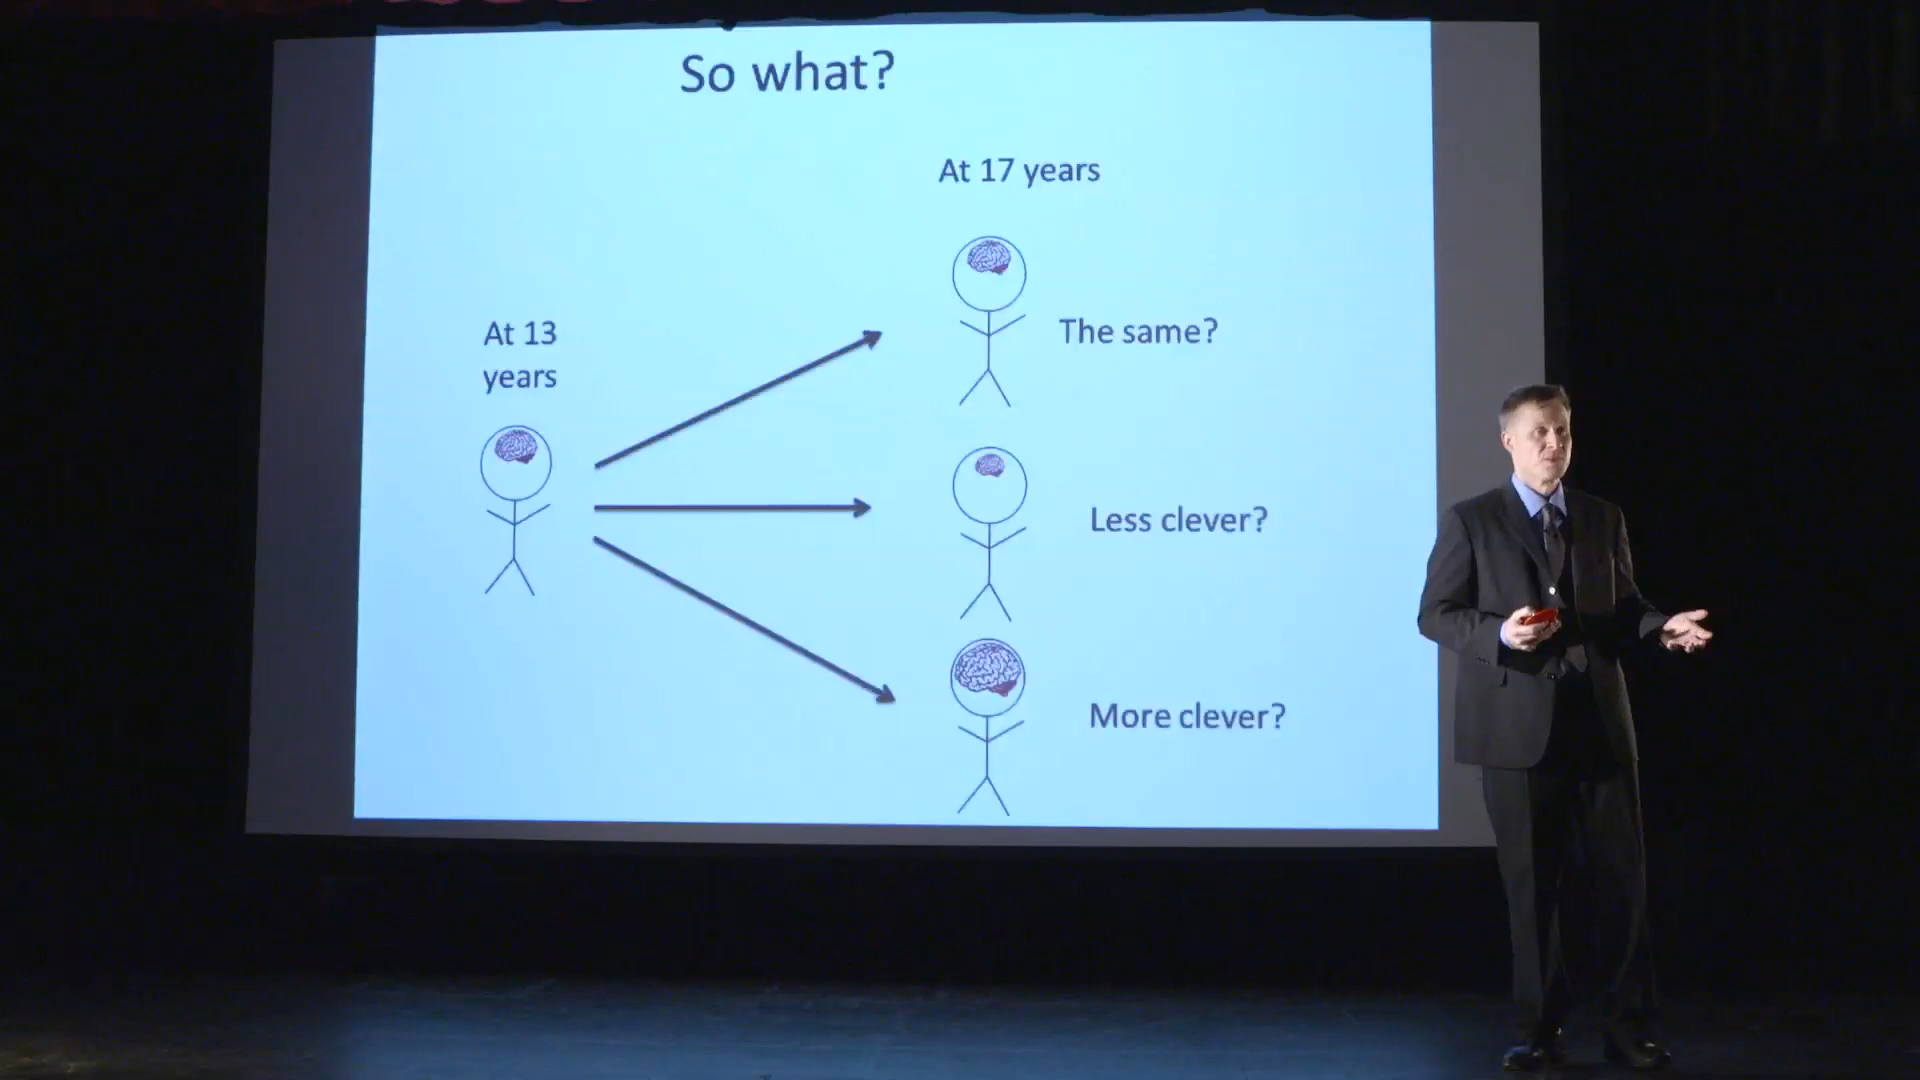 So what?
At 17 years
At 13
years
The same?
Less clever?
More clever?